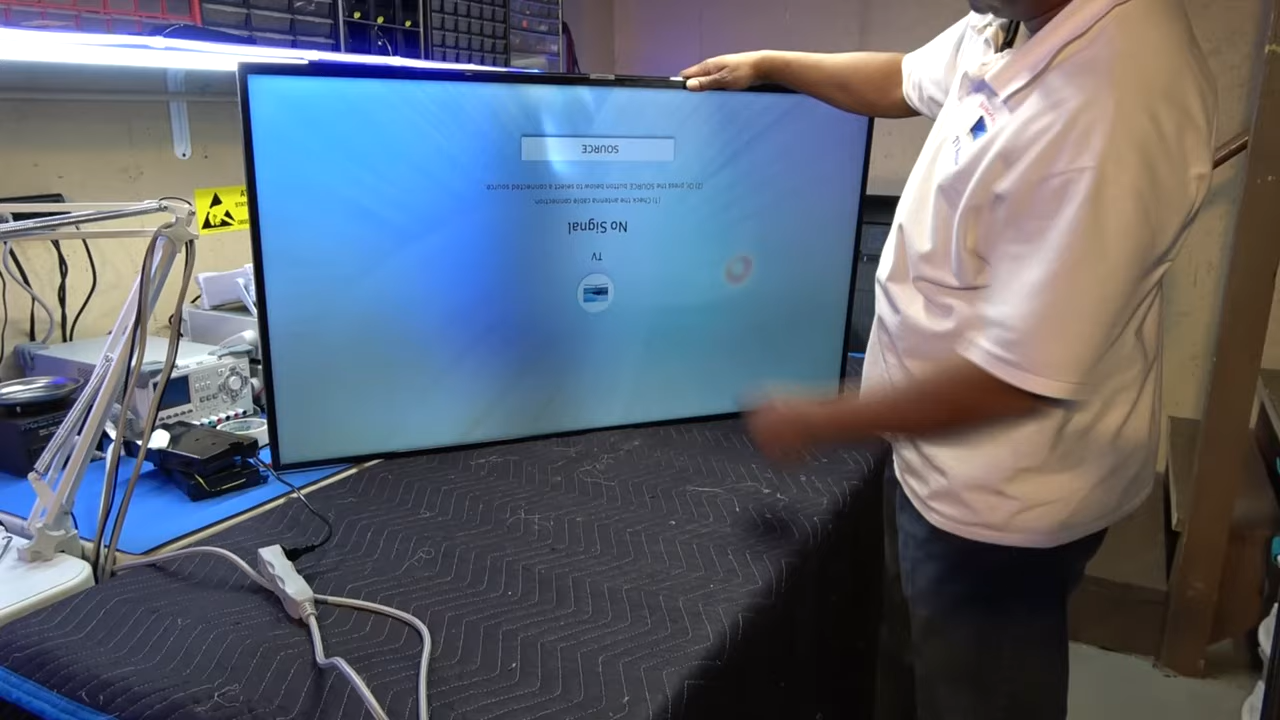 No Signal
TV
(1) Check the antenna cable connection.
(2) Or, press the SOURCE button below to select a connected source.
SOURCE